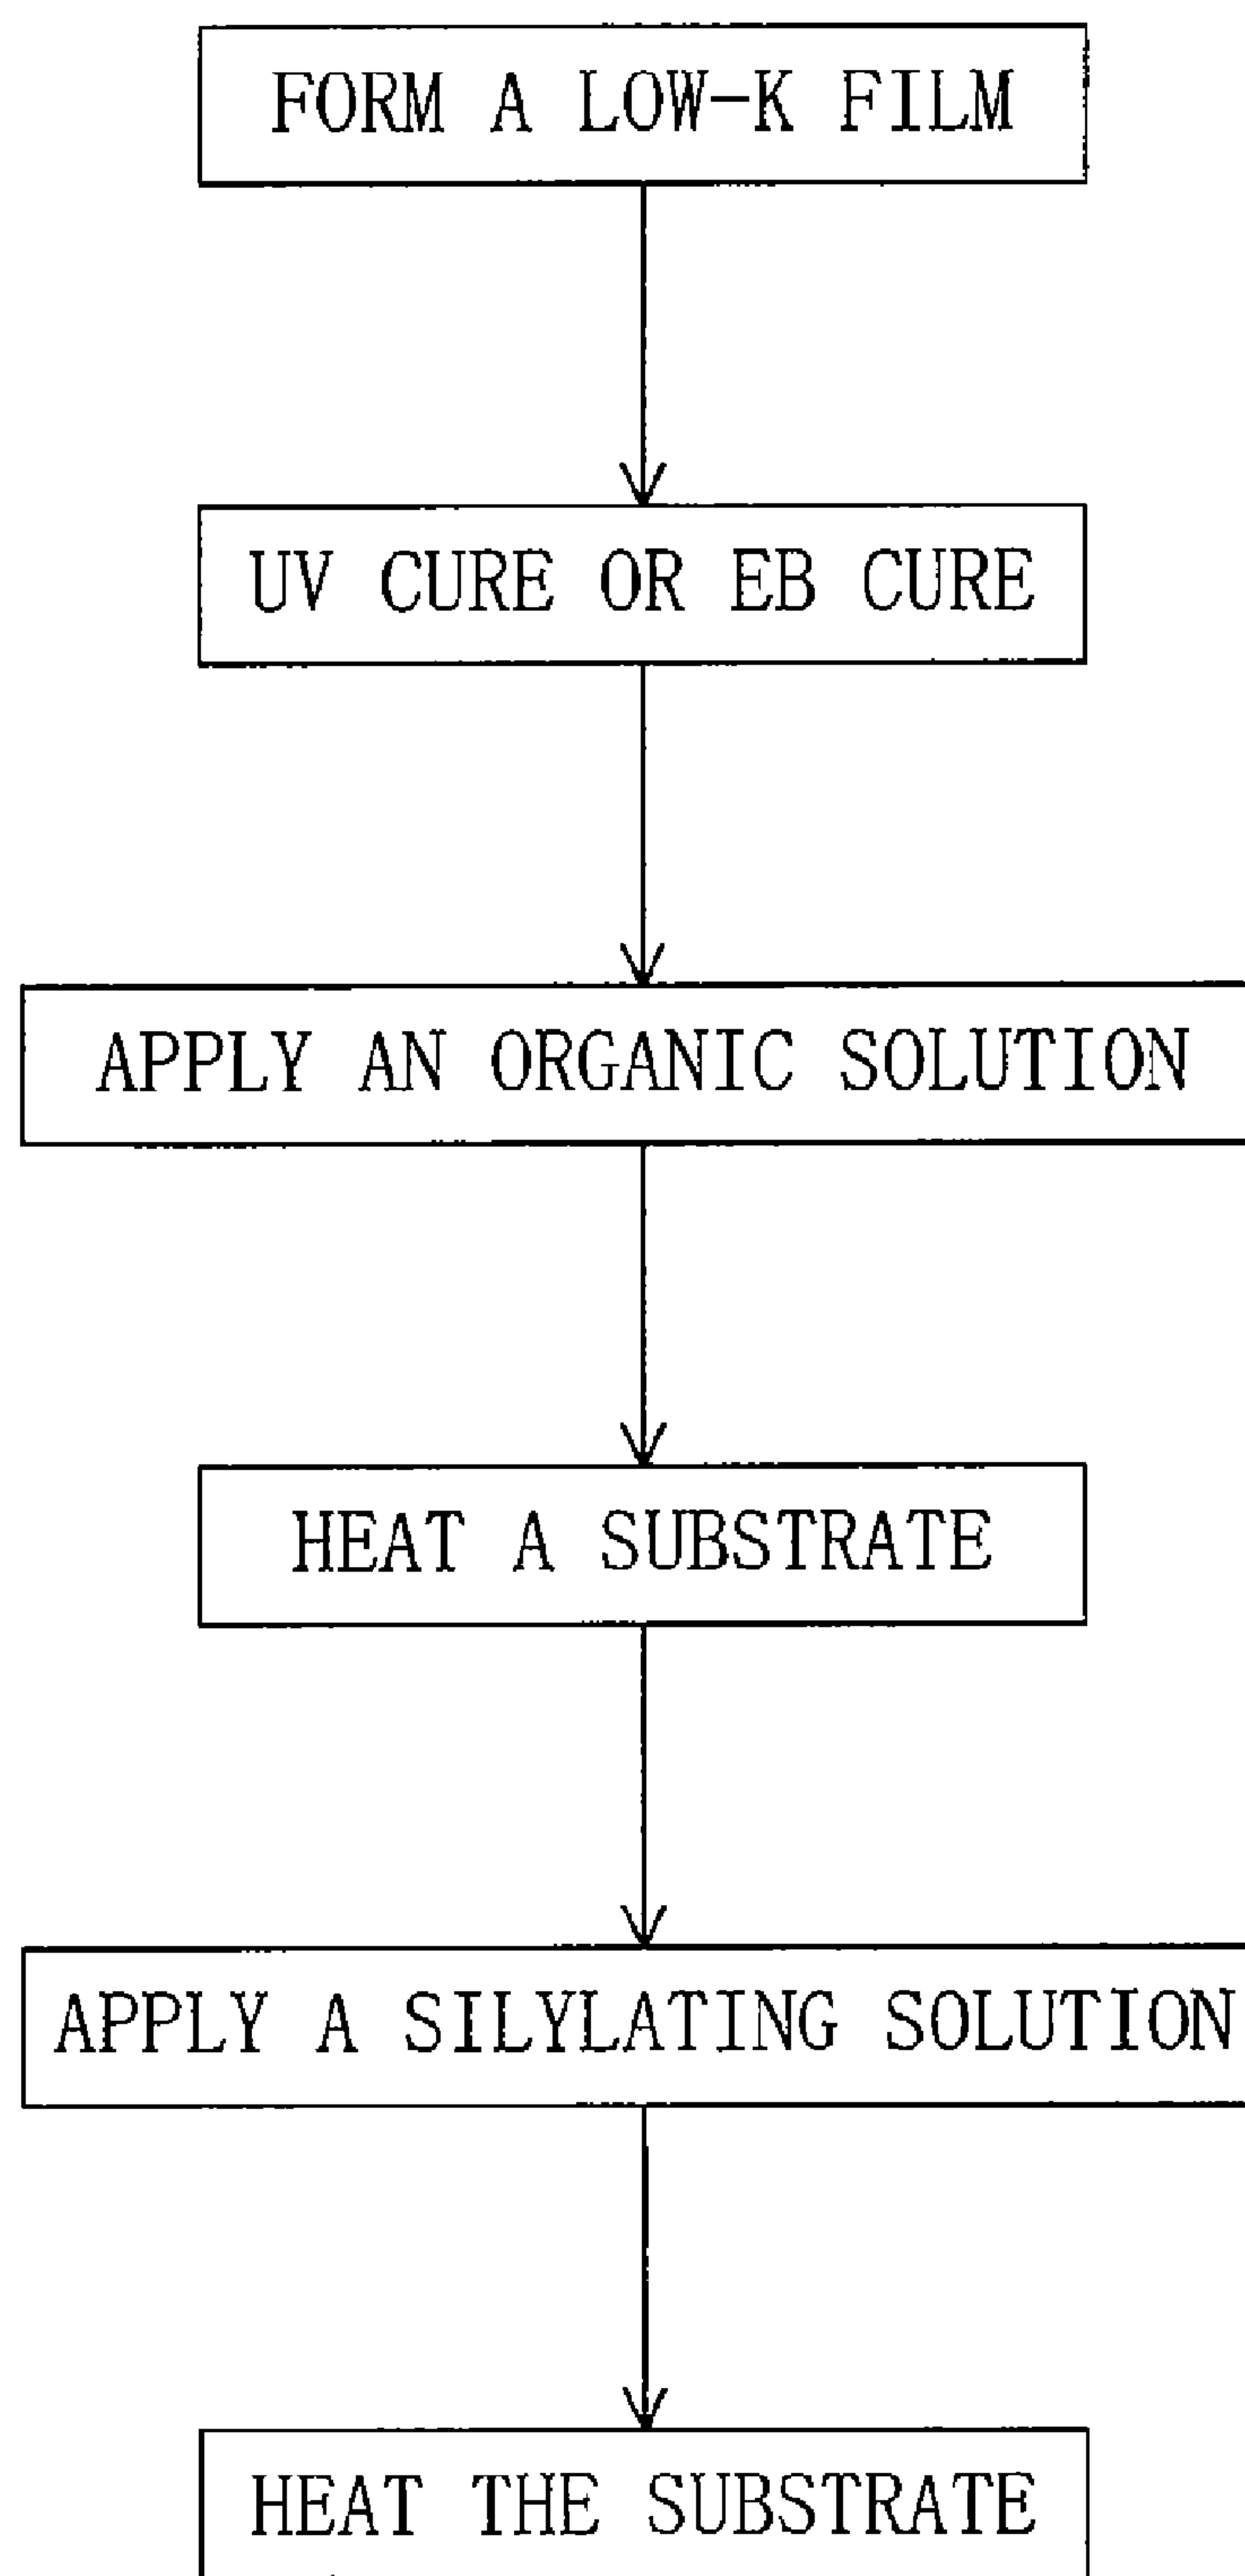 FORM A LOW-K FILM
UV CURE OR EB CURE
APPLY AN ORGANIC SOLUTION
HEAT A SUBSTRATE
APPLY A SILYLATING SOLUTION
HEAT THE SUBSTRATE